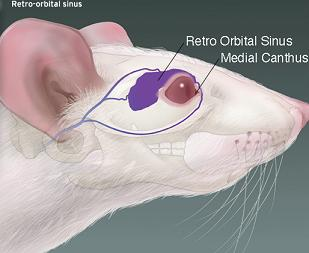 Retro-orbital sinus
Retro Orbital Sinus
Medial Canthus